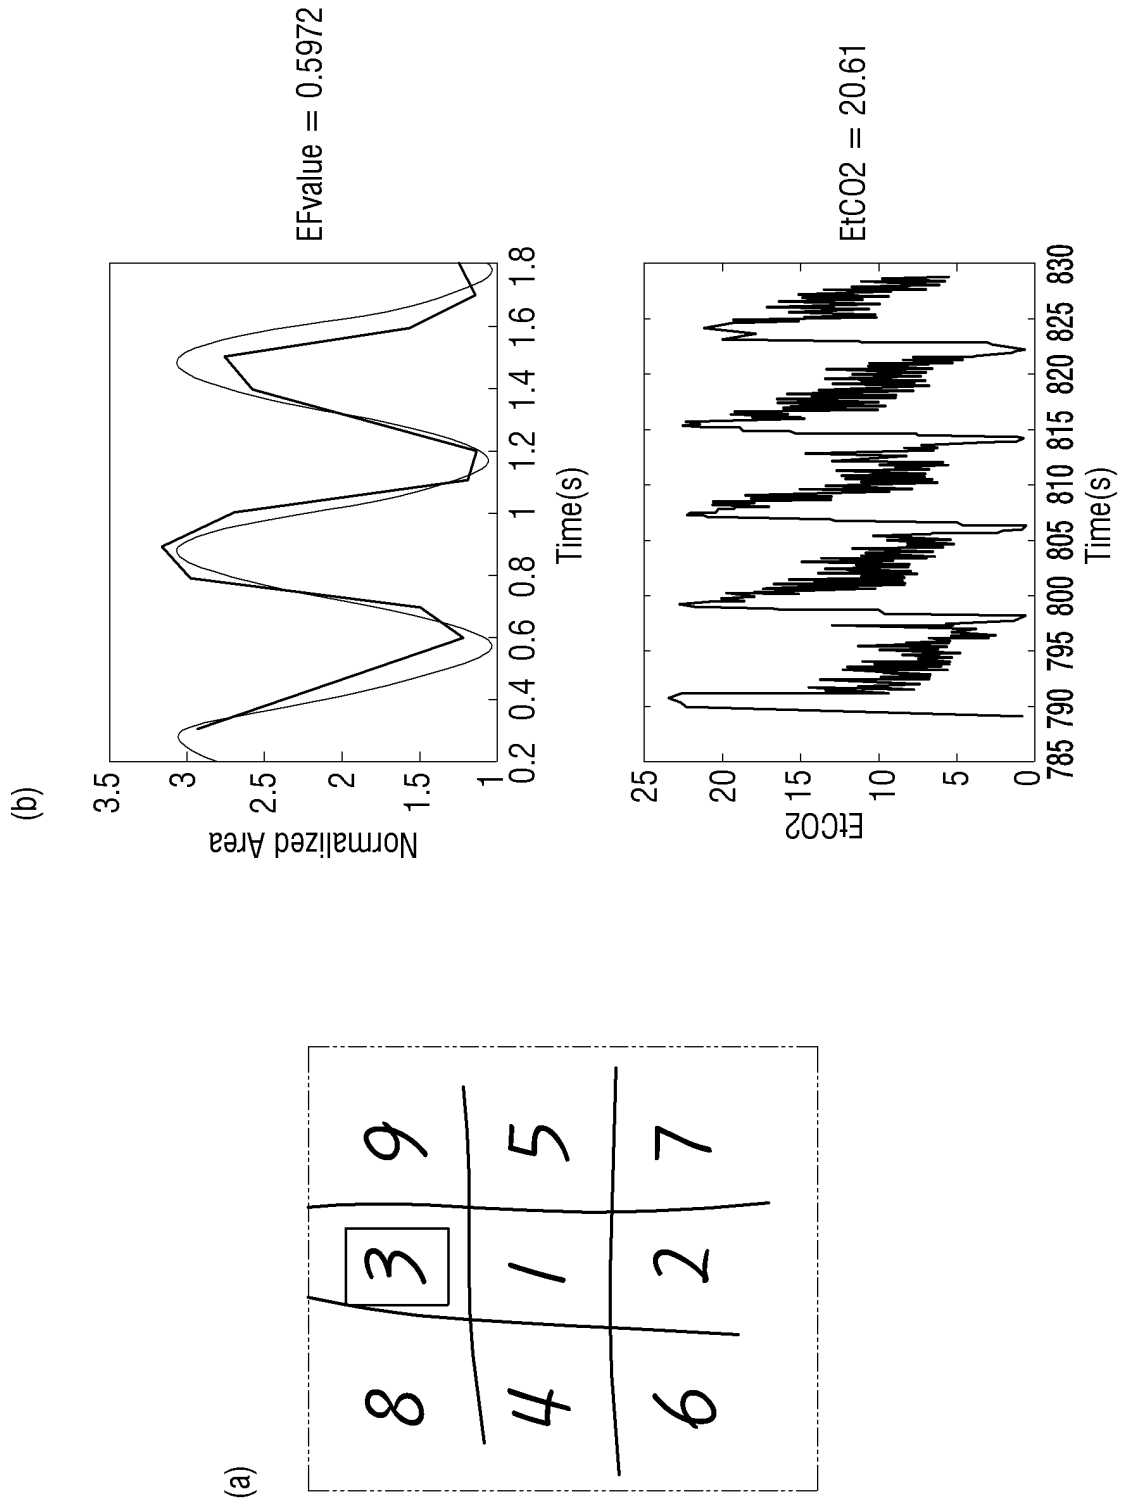 (a)
8 3 9
4 1 5
6 2 7
(b)
3.5
3
2.5
2
1.5
1
Normalized Area
0.2 0.4 0.6 0.8 1 1.2 1.4 1.6 1.8
Time(s)
EFvalue = 0.5972
25
20
15
10
5
0
EtCO2
785 790 795 800 805 810 815 820 825 830
Time(s)
EtCO2 = 20.61